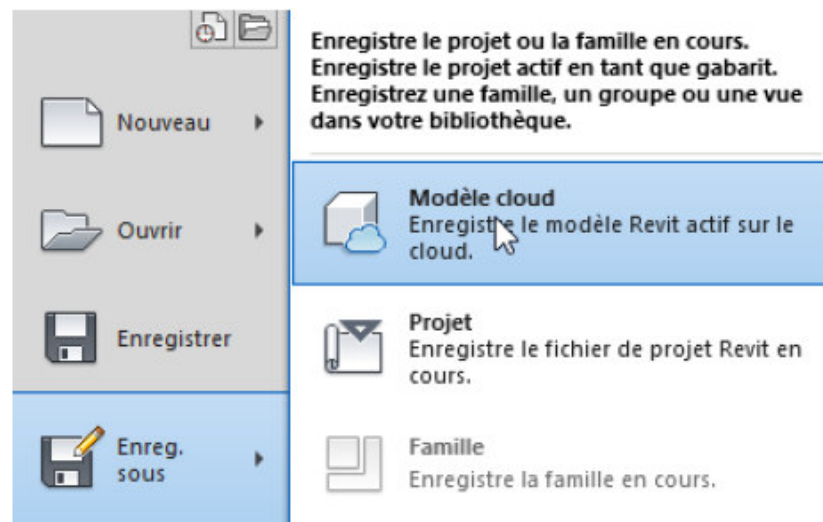 Enregistre le projet ou la famille en cours.
Enregistre le projet actif en tant que gabarit.
Enregistrez une famille, un groupe ou une vue
dans votre bibliothèque.
Nouveau
Ouvrir
Enregistrer
Enreg.
sous
Modèle cloud
Enregistre le modèle Revit actif sur le
cloud.
Projet
Enregistre le fichier de projet Revit en
cours.
Famille
Enregistre la famille en cours.